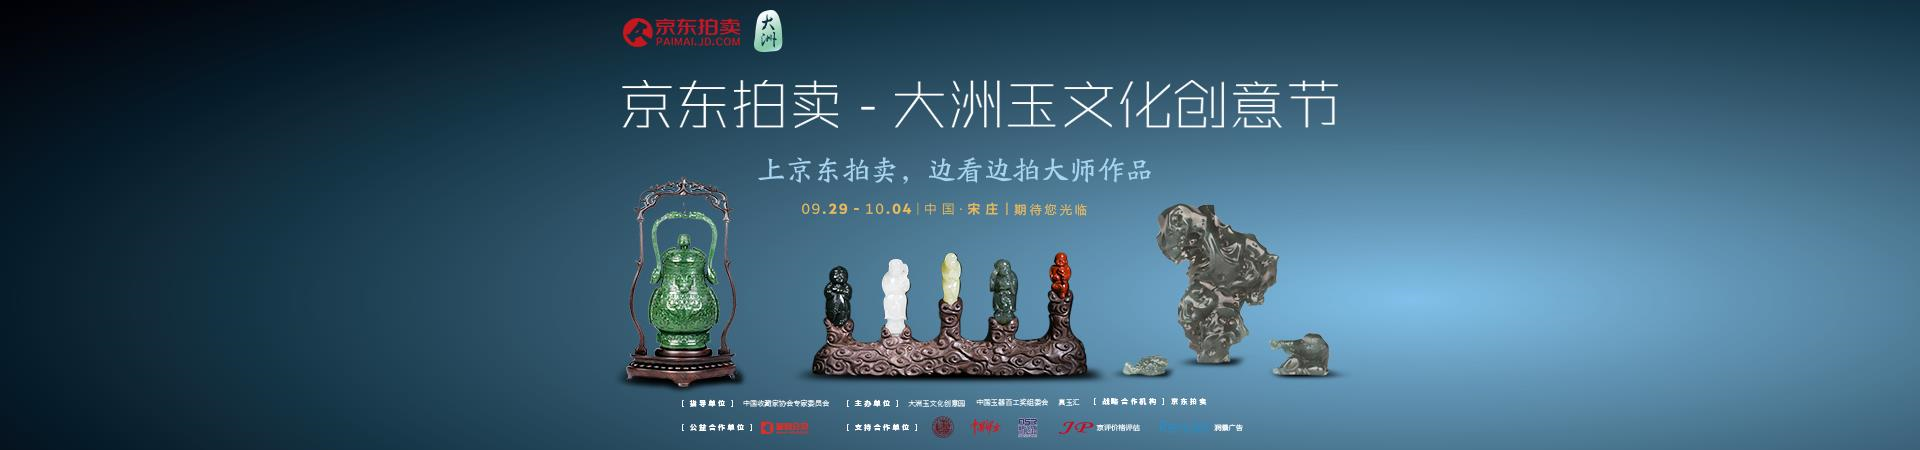 京东拍卖
PAIMAI.JD.COM
大洲
京东拍卖-大洲玉文化创意节
上京东拍卖，边看边拍大师作品
09.29-10.04|中国·宋庄|期待您光临
[指导单位] 中国收藏家协会专家委员会 [主办单位] 大洲玉文化创意园 中国玉器百工奖组委会 真玉汇 [战略合作机构] 京东拍卖
[公益合作单位] [支持合作单位] J·P 京评价格评估 润景广告